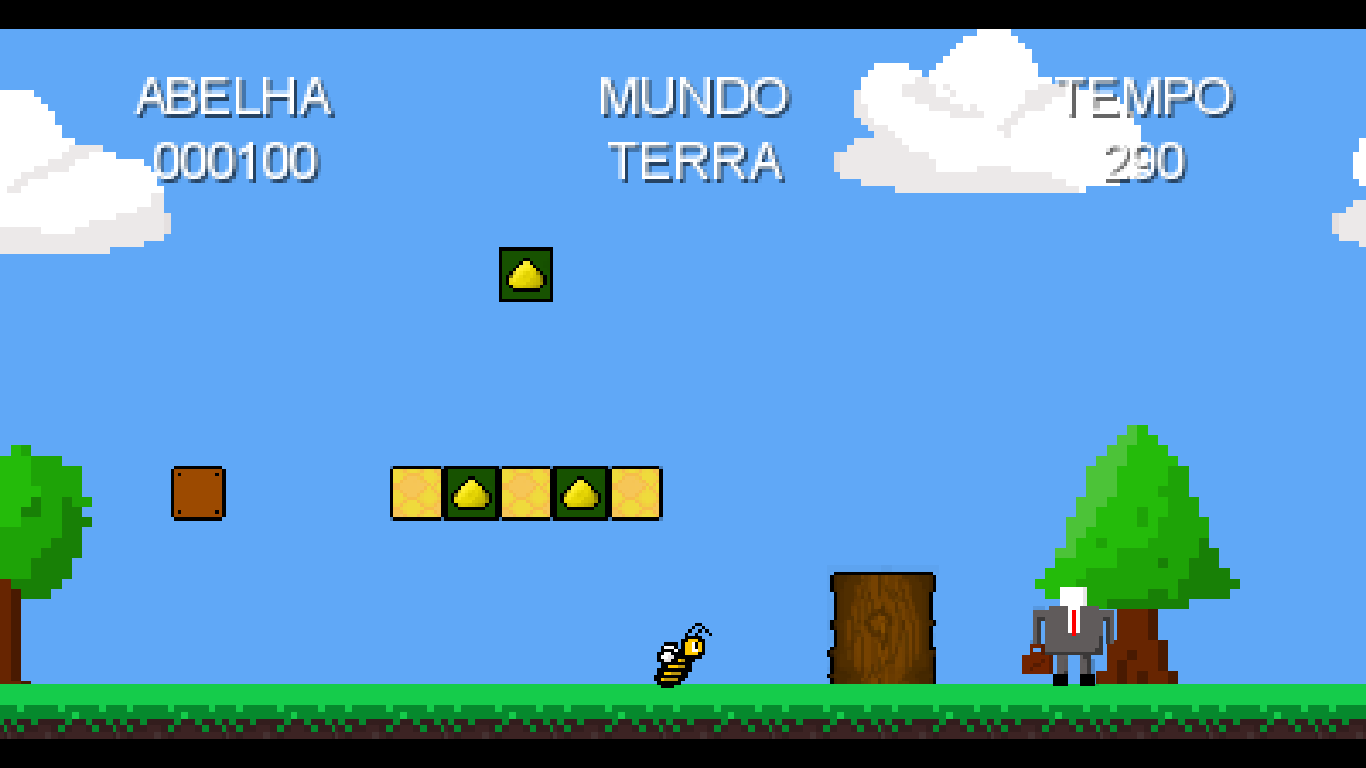 ABELHA
000100
MUNDO
TERRA
TEMPO
290